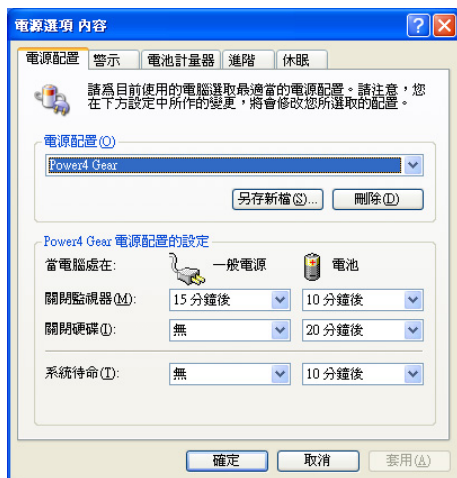 電源選項 內容
電源配置 警示 電池計量器 進階 休眠
請為目前使用的電腦選取最適當的電源配置。請注意，您
在下方設定中所作的變更，將會修改您所選取的配置。
電源配置(O)
Power4 Gear
另存新檔(S)... 刪除(D)
Power4 Gear 電源配置的設定
當電腦處在: 一般電源 電池
關閉監視器(M): 15 分鐘後 10 分鐘後
關閉硬碟(I): 無 20 分鐘後
系統待命(T): 無 10 分鐘後
確定 取消 套用(A)